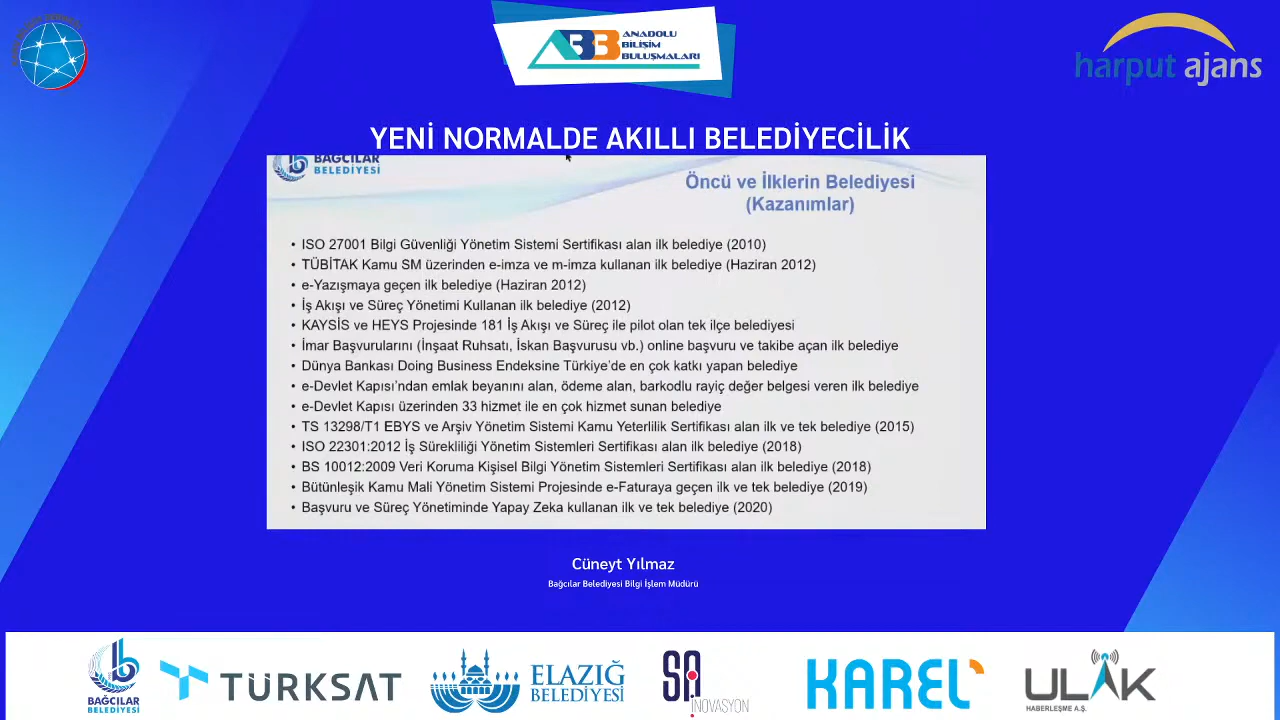 ANADOLU
BİLİŞİM
BULUŞMALARI
harput ajans
YENİ NORMALDE AKILLI BELEDİYECİLİK
BAĞCILAR
BELEDİYESİ
Öncü ve İlklerin Belediyesi
(Kazanımlar)
• ISO 27001 Bilgi Güvenliği Yönetim Sistemi Sertifikası alan ilk belediye (2010)
• TÜBİTAK Kamu SM üzerinden e-imza ve m-imza kullanan ilk belediye (Haziran 2012)
• e-Yazışmaya geçen ilk belediye (Haziran 2012)
• İş Akışı ve Süreç Yönetimi Kullanan ilk belediye (2012)
• KAYSİS ve HEYS Projesinde 181 İş Akışı ve Süreç ile pilot olan tek ilçe belediyesi
• İmar Başvurularını (İnşaat Ruhsatı, İskan Başvurusu vb.) online başvuru ve takibe açan ilk belediye
• Dünya Bankası Doing Business Endeksine Türkiye’de en çok katkı yapan belediye
• e-Devlet Kapısı’ndan emlak beyanını alan, ödeme alan, barkodlu rayiç değer belgesi veren ilk belediye
• e-Devlet Kapısı üzerinden 33 hizmet ile en çok hizmet sunan belediye
• TS 13298/T1 EBYS ve Arşiv Yönetim Sistemi Kamu Yeterlilik Sertifikası alan ilk ve tek belediye (2015)
• ISO 22301:2012 İş Sürekliliği Yönetim Sistemleri Sertifikası alan ilk belediye (2018)
• BS 10012:2009 Veri Koruma Kişisel Bilgi Yönetim Sistemleri Sertifikası alan ilk belediye (2018)
• Bütünleşik Kamu Mali Yönetim Sistemi Projesinde e-Faturaya geçen ilk ve tek belediye (2019)
• Başvuru ve Süreç Yönetiminde Yapay Zeka kullanan ilk ve tek belediye (2020)
Cüneyt Yılmaz
Bağcılar Belediyesi Bilgi İşlem Müdürü
BAĞCILAR
BELEDİYESİ
TÜRKSAT
ELAZIĞ
BELEDİYESİ
SA
İNOVASYON
KAREL
ULAK
HABERLEŞME A.Ş.